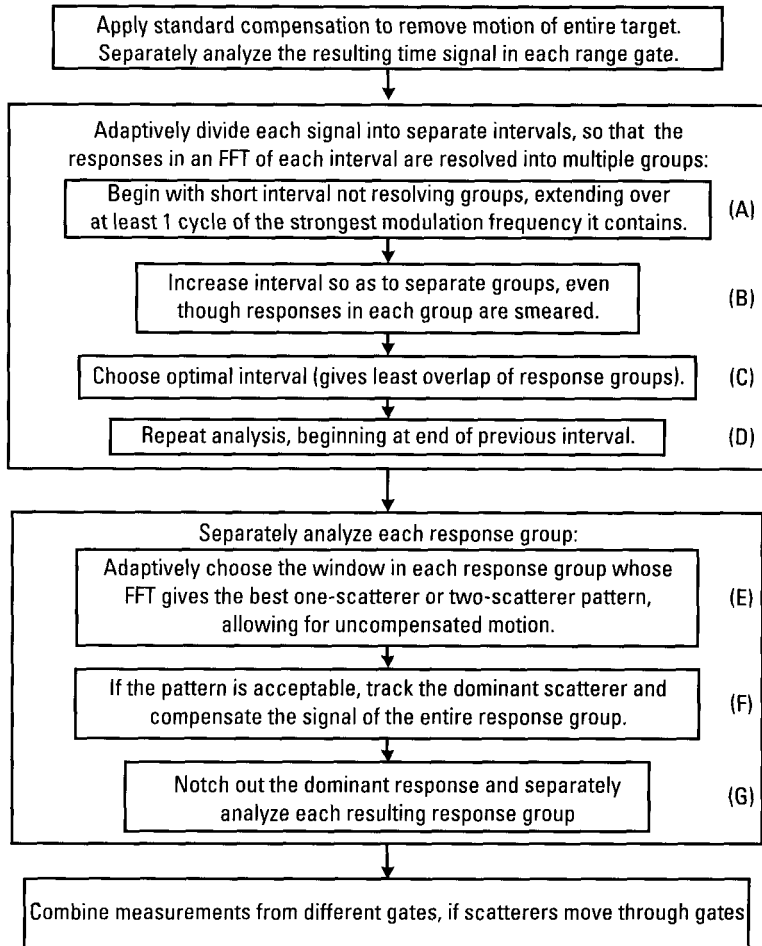 Apply standard compensation to remove motion of entire target.
Separately analyze the resulting time signal in each range gate.
Adaptively divide each signal into separate intervals, so that the
responses in an FFT of each interval are resolved into multiple groups:
Begin with short interval not resolving groups, extending over
at least 1 cycle of the strongest modulation frequency it contains.
(A)
Increase interval so as to separate groups, even
though responses in each group are smeared.
(B)
Choose optimal interval (gives least overlap of response groups).
(C)
Repeat analysis, beginning at end of previous interval.
(D)
Separately analyze each response group:
Adaptively choose the window in each response group whose
FFT gives the best one-scatterer or two-scatterer pattern,
allowing for uncompensated motion.
(E)
If the pattern is acceptable, track the dominant scatterer and
compensate the signal of the entire response group.
(F)
Notch out the dominant response and separately
analyze each resulting response group
(G)
Combine measurements from different gates, if scatterers move through gates